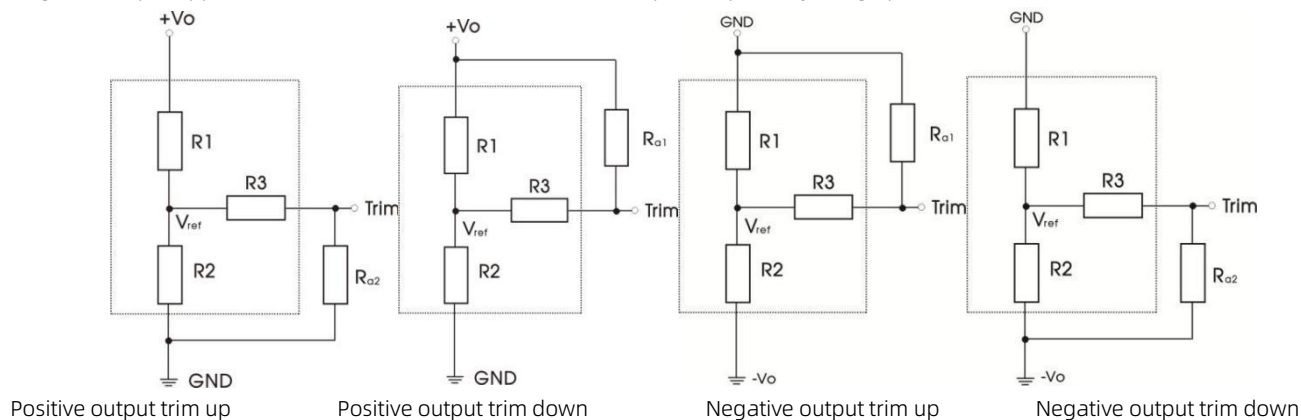 +Vo
R1
R3
Trim
Vref
R2
Ra2
GND
Positive output trim up
+Vo
Ra1
R1
R3
Trim
Vref
R2
GND
Positive output trim down
GND
Ra1
R1
R3
Trim
Vref
R2
-Vo
Negative output trim up
GND
R1
R3
Trim
Vref
R2
Ra2
-Vo
Negative output trim down